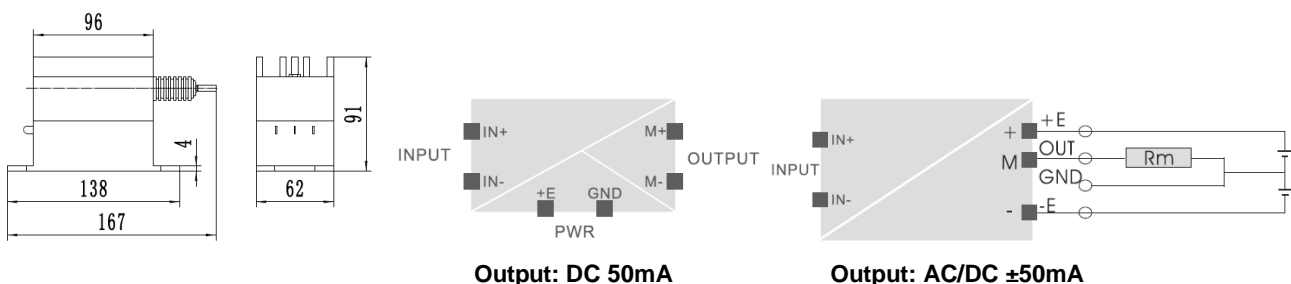 96
91
4
138
167
62
INPUT
IN+
IN-
+E
GND
PWR
M+
M-
OUTPUT
Output: DC 50mA
INPUT
IN+
IN-
+
M
-
+E
OUT
GND
-E
Rm
Output: AC/DC ±50mA